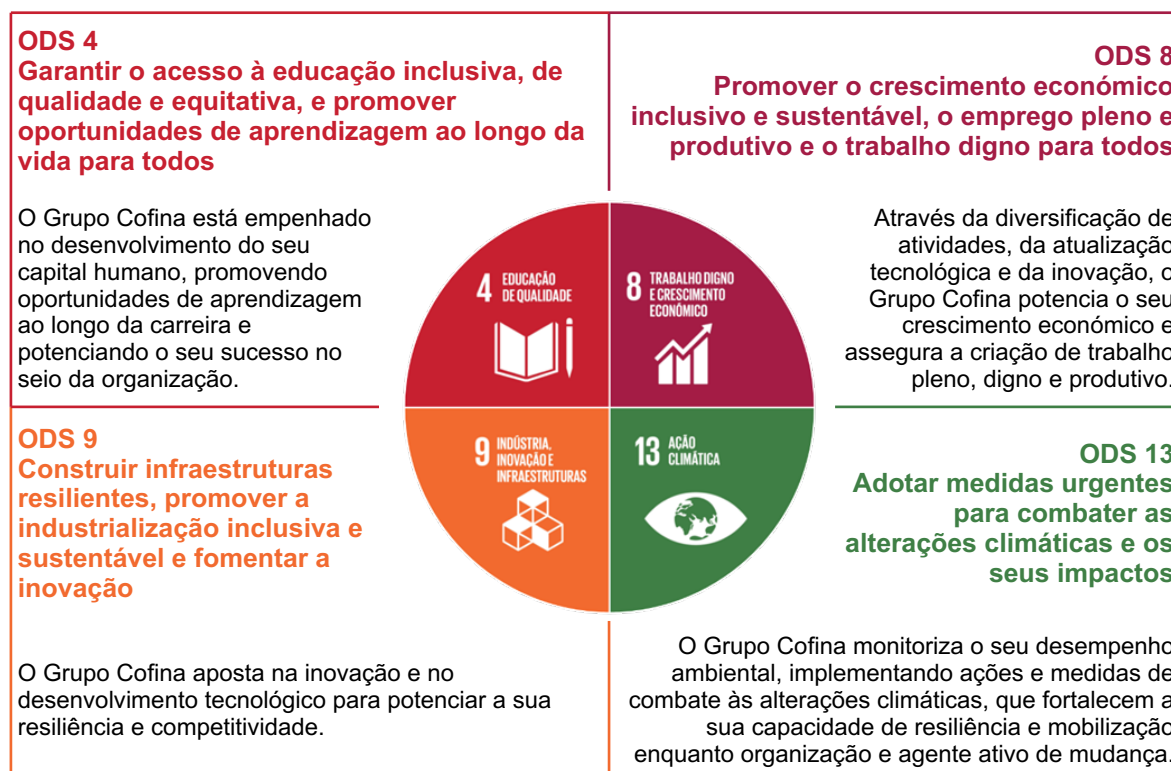 ODS 4
Garantir o acesso à educação inclusiva, de
qualidade e equitativa, e promover
oportunidades de aprendizagem ao longo da
vida para todos
O Grupo Cofina está empenhado
no desenvolvimento do seu
capital humano, promovendo
oportunidades de aprendizagem
ao longo da carreira e
potenciando o seu sucesso no
seio da organização.
ODS 8
Promover o crescimento económico
inclusivo e sustentável, o emprego pleno e
produtivo e o trabalho digno para todos
Através da diversificação de
atividades, da atualização
tecnológica e da inovação, o
Grupo Cofina potencia o seu
crescimento económico e
assegura a criação de trabalho
pleno, digno e produtivo.
4 EDUCAÇÃO
DE QUALIDADE
8 TRABALHO DIGNO
E CRESCIMENTO
ECONÓMICO
9 INDÚSTRIA,
INOVAÇÃO E
INFRAESTRUTURAS
13 AÇÃO
CLIMÁTICA
ODS 9
Construir infraestruturas
resilientes, promover a
industrialização inclusiva e
sustentável e fomentar a
inovação
O Grupo Cofina aposta na inovação e no
desenvolvimento tecnológico para potenciar a sua
resiliência e competitividade.
ODS 13
Adotar medidas urgentes
para combater as
alterações climáticas e os
seus impactos
O Grupo Cofina monitoriza o seu desempenho
ambiental, implementando ações e medidas de
combate às alterações climáticas, que fortalecem a
sua capacidade de resiliência e mobilização
enquanto organização e agente ativo de mudança.